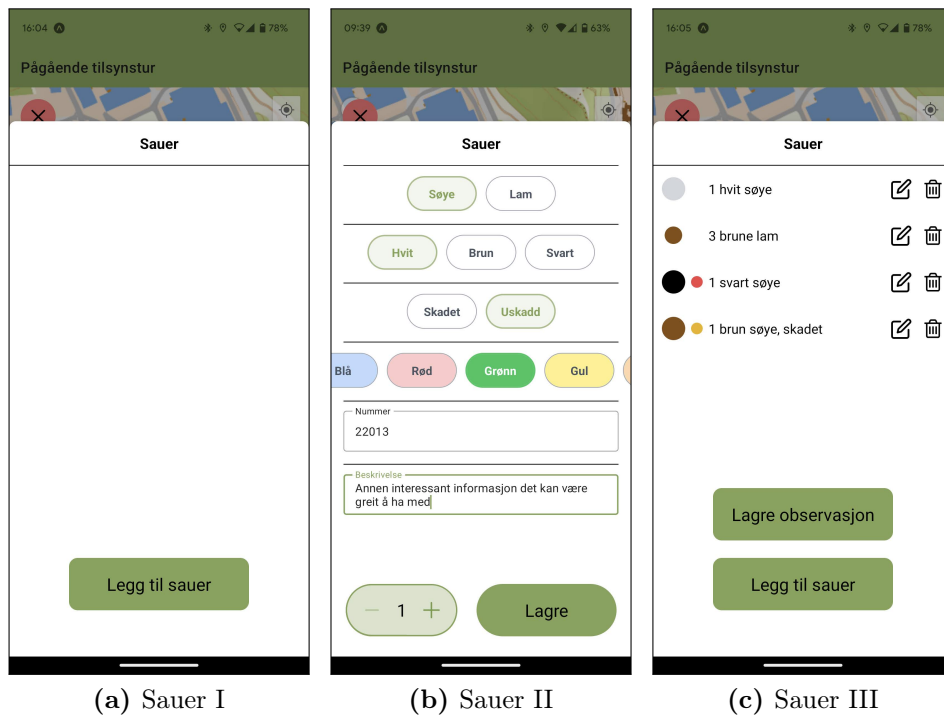 16:04
78%
Pågående tilsynstur
Sauer
Legg til sauer
(a) Sauer I
09:39
63%
Pågående tilsynstur
Sauer
Søye Lam
Hvit Brun Svart
Skadet Uskadd
Blå Rød Grønn Gul
Nummer
22013
Beskrivelse
Annen interessant informasjon det kan være
greit å ha med
1 Lagre
(b) Sauer II
16:05
78%
Pågående tilsynstur
Sauer
1 hvit søye
3 brune lam
1 svart søye
1 brun søye, skadet
Lagre observasjon
Legg til sauer
(c) Sauer III